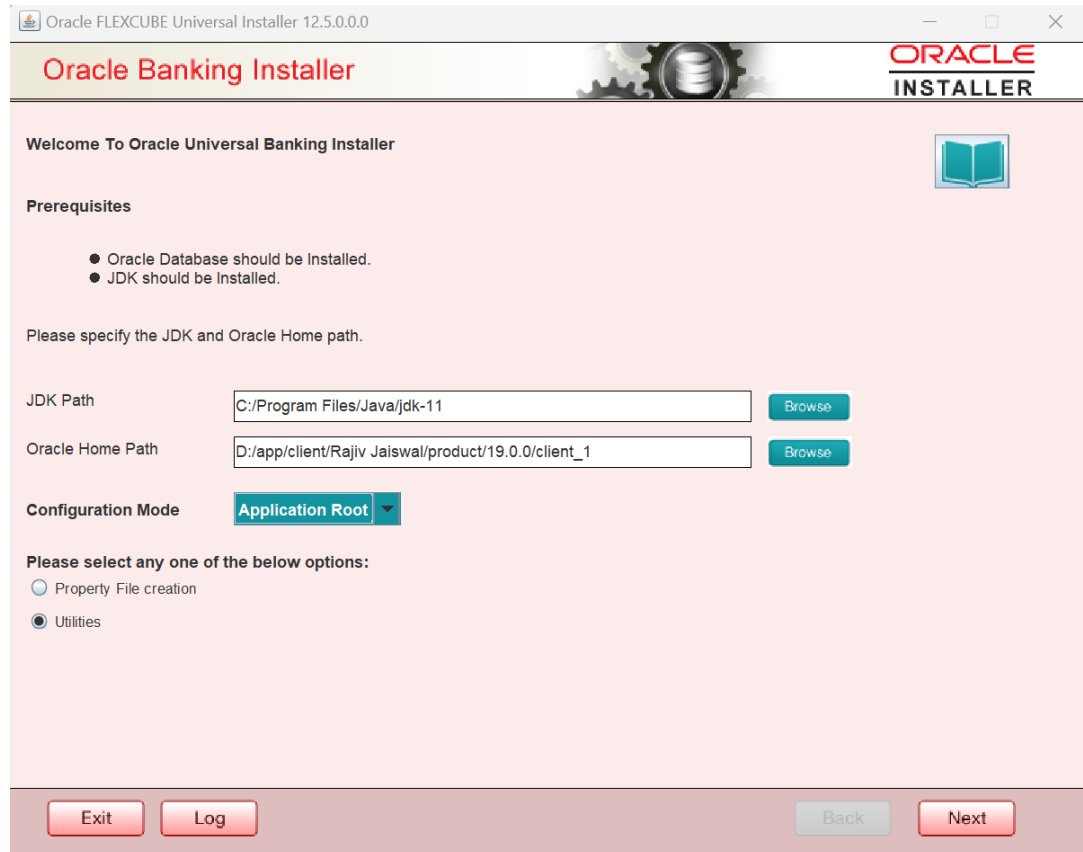 Oracle FLEXCUBE Universal Installer 12.5.0.0.0
Oracle Banking Installer
ORACLE
INSTALLER
Welcome To Oracle Universal Banking Installer
Prerequisites
Oracle Database should be Installed.
JDK should be Installed.
Please specify the JDK and Oracle Home path.
JDK Path
C:/Program Files/Java/jdk-11
Browse
Oracle Home Path
D:/app/client/Rajiv Jaiswal/product/19.0.0/client_1
Browse
Configuration Mode
Application Root
Please select any one of the below options:
Property File creation
Utilities
Exit
Log
Back
Next